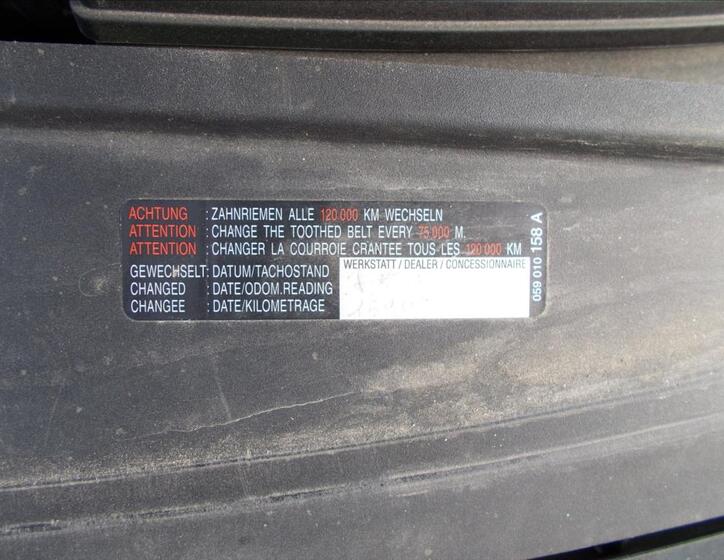 ACHTUNG : ZAHNRIEMEN ALLE 120.000 KM WECHSELN
ATTENTION : CHANGE THE TOOTHED BELT EVERY 75.000 M.
ATTENTION : CHANGER LA COURROIE CRANTEE TOUS LES 120.000 KM
GEWECHSELT: DATUM/TACHOSTAND
CHANGED : DATE/ODOM.READING
CHANGEE : DATE/KILOMETRAGE
WERKSTATT / DEALER / CONCESSIONNAIRE
059 010 158 A